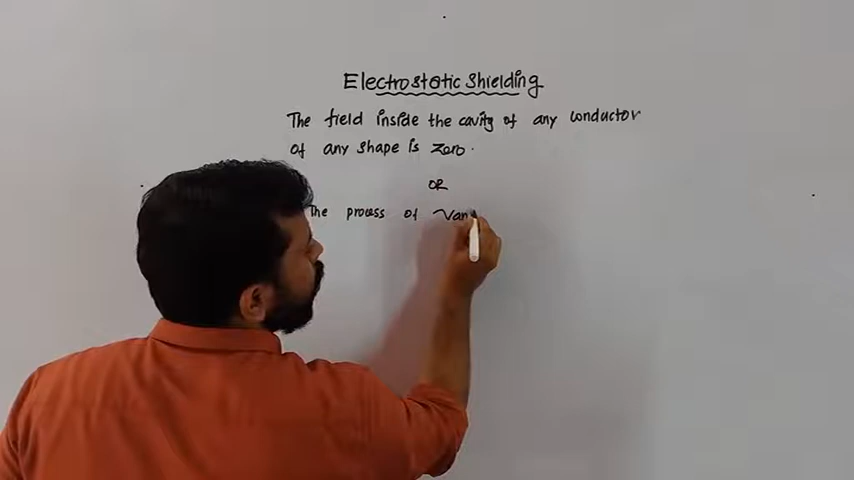 Electrostatic Shielding
The field inside the cavity of any conductor
of any shape is zero.
OR
The process of Van